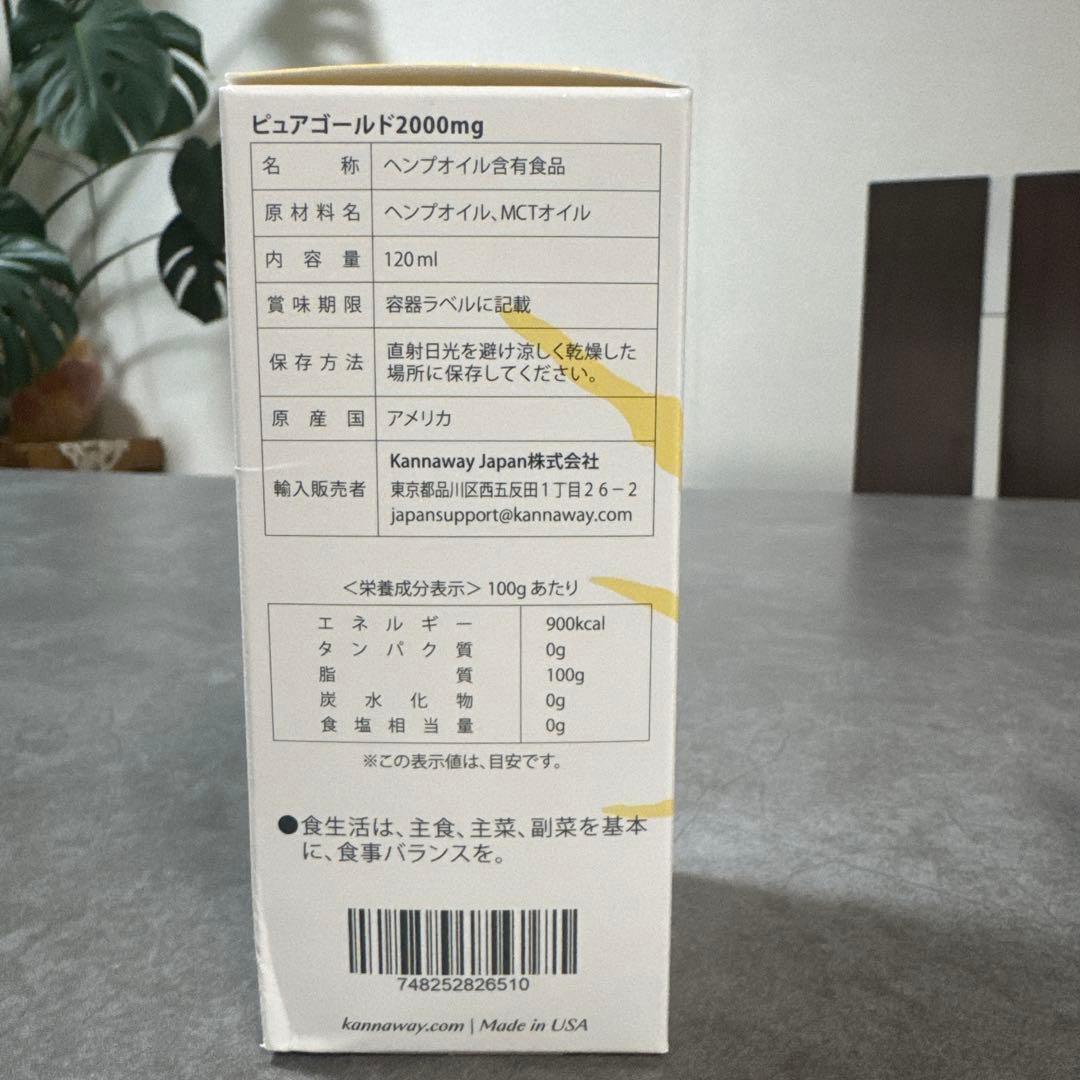 ピュアゴールド2000mg
名称 ヘンプオイル含有食品
原材料名 ヘンプオイル、MCTオイル
内容量 120ml
賞味期限 容器ラベルに記載
保存方法 直射日光を避け涼しく乾燥した
場所に保存してください。
原産国 アメリカ
輸入販売者 Kannaway Japan株式会社
東京都品川区西五反田1丁目26-2
japansupport@kannaway.com
<栄養成分表示> 100gあたり
エネルギー 900kcal
タンパク質 0g
脂質 100g
炭水化物 0g
食塩相当量 0g
※この表示値は、目安です。
●食生活は、主食、主菜、副菜を基本
に、食事バランスを。
748252826510
kannaway.com | Made in USA